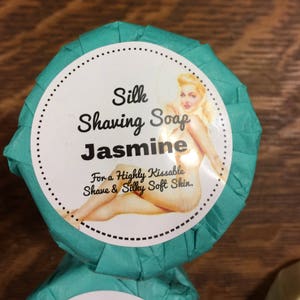 Silk
Shaving Soap
Jasmine
For a Highly Kissable
Shave & Silky Soft Skin.